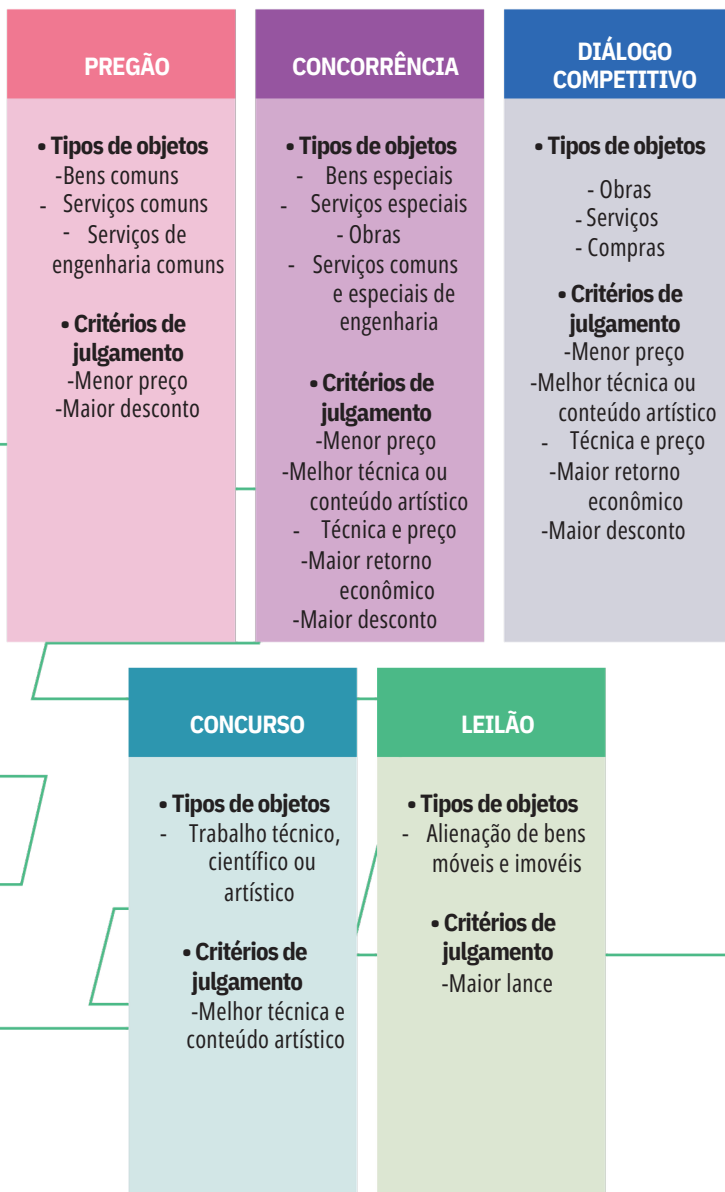 PREGÃO
• Tipos de objetos
-Bens comuns
- Serviços comuns
- Serviços de
engenharia comuns
• Critérios de
julgamento
-Menor preço
-Maior desconto
CONCORRÊNCIA
• Tipos de objetos
- Bens especiais
- Serviços especiais
- Obras
- Serviços comuns
e especiais de
engenharia
• Critérios de
julgamento
-Menor preço
-Melhor técnica ou
conteúdo artístico
- Técnica e preço
-Maior retorno
econômico
-Maior desconto
DIÁLOGO
COMPETITIVO
• Tipos de objetos
- Obras
- Serviços
- Compras
• Critérios de
julgamento
-Menor preço
-Melhor técnica ou
conteúdo artístico
- Técnica e preço
-Maior retorno
econômico
-Maior desconto
CONCURSO
• Tipos de objetos
- Trabalho técnico,
científico ou
artístico
• Critérios de
julgamento
-Melhor técnica e
conteúdo artístico
LEILÃO
• Tipos de objetos
- Alienação de bens
móveis e imovéis
• Critérios de
julgamento
-Maior lance